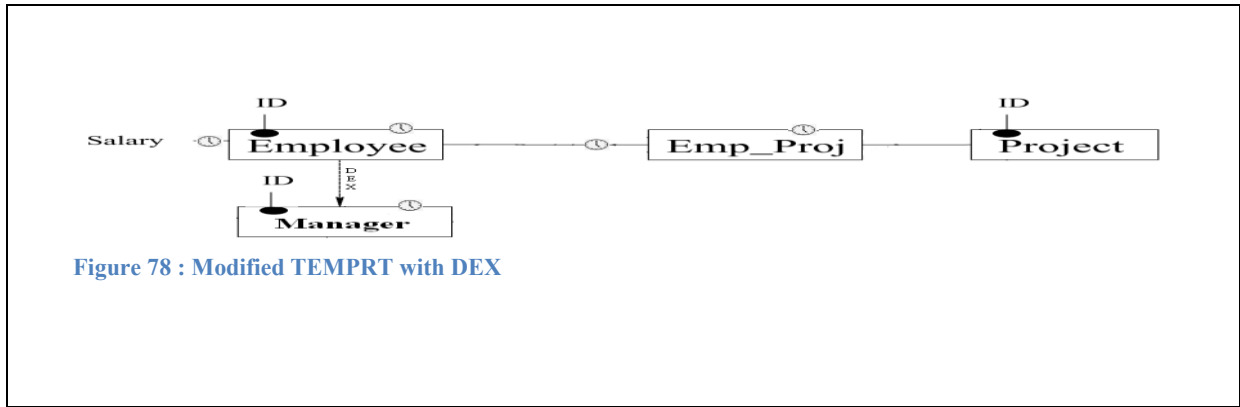 ID ID
Salary Employee Emp_Proj Project
DEX
ID
Manager
Figure 78 : Modified TEMPRT with DEX